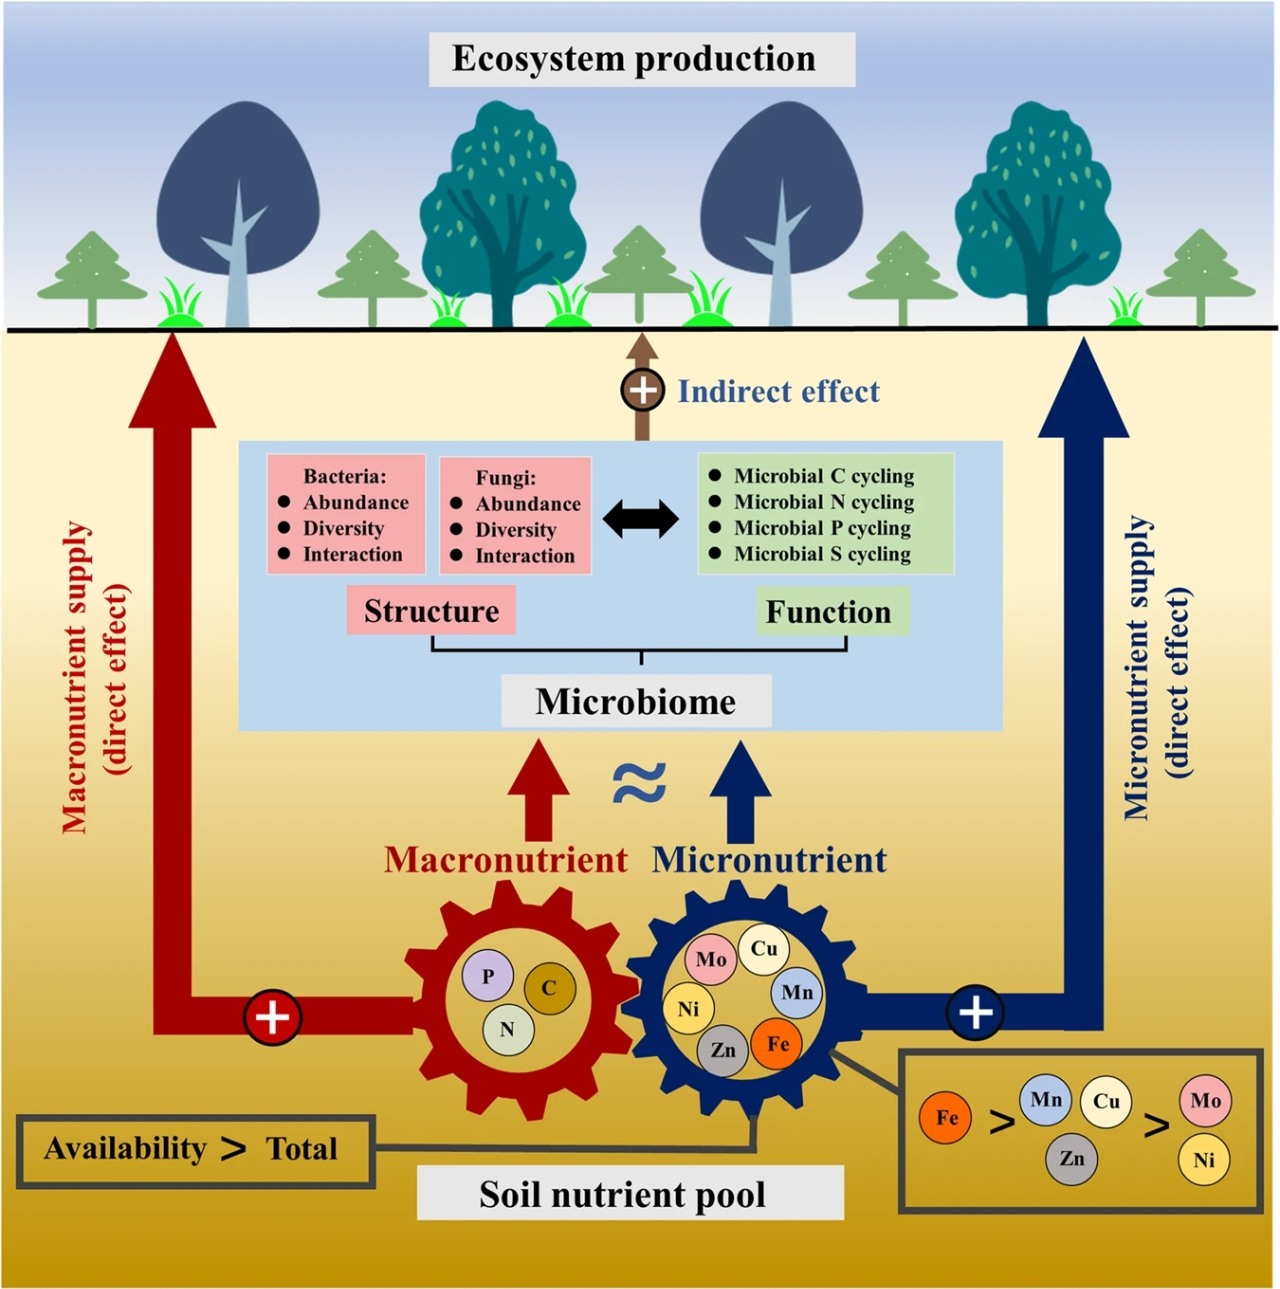 Ecosystem production
Indirect effect
Bacteria:
● Abundance
● Diversity
● Interaction
Fungi:
● Abundance
● Diversity
● Interaction
● Microbial C cycling
● Microbial N cycling
● Microbial P cycling
● Microbial S cycling
Structure
Function
Microbiome
Macronutrient supply
(direct effect)
Micronutrient supply
(direct effect)
≈
Macronutrient
Micronutrient
P
C
N
Mo
Cu
Mn
Ni
Zn
Fe
Availability > Total
Fe > Mn Cu > Mo
Zn Ni
Soil nutrient pool